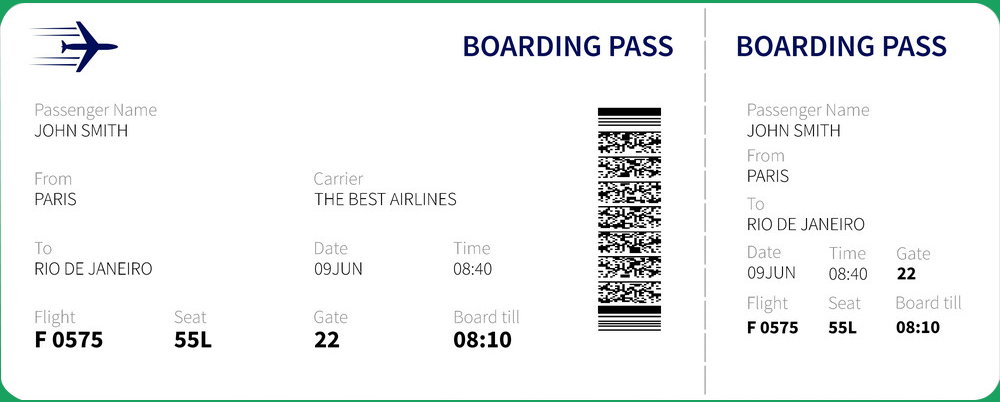 BOARDING PASS
Passenger Name
JOHN SMITH
From Carrier
PARIS THE BEST AIRLINES
To Date Time
RIO DE JANEIRO 09JUN 08:40
Flight Seat Gate Board till
F 0575 55L 22 08:10
BOARDING PASS
Passenger Name
JOHN SMITH
From
PARIS
To
RIO DE JANEIRO
Date Time Gate
09JUN 08:40 22
Flight Seat Board till
F 0575 55L 08:10